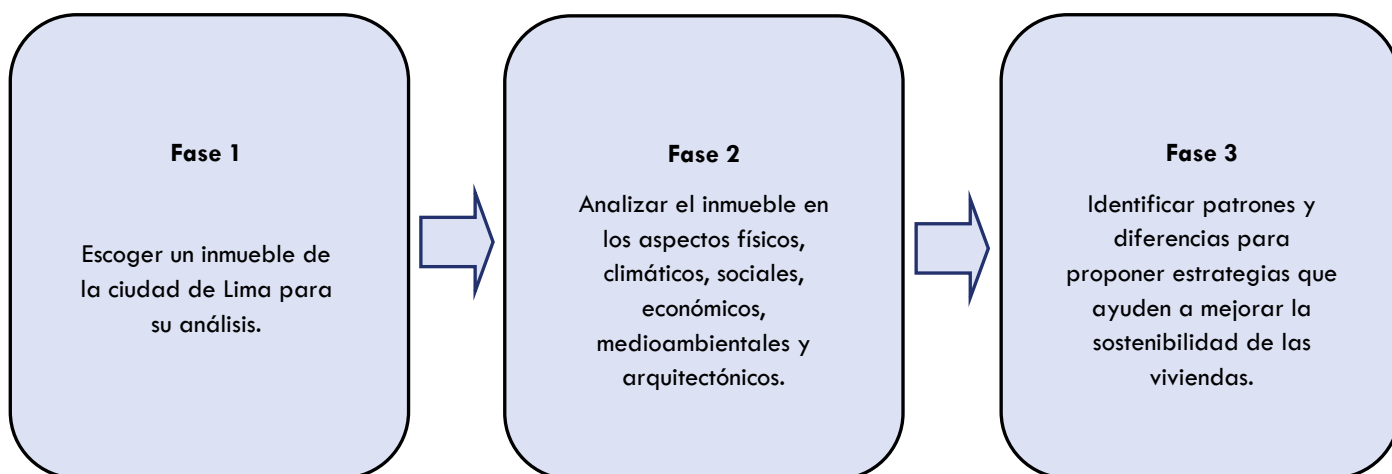 Fase 1
Escoger un inmueble de
la ciudad de Lima para
su análisis.
Fase 2
Analizar el inmueble en
los aspectos físicos,
climáticos, sociales,
económicos,
medioambientales y
arquitectónicos.
Fase 3
Identificar patrones y
diferencias para
proponer estrategias que
ayuden a mejorar la
sostenibilidad de las
viviendas.